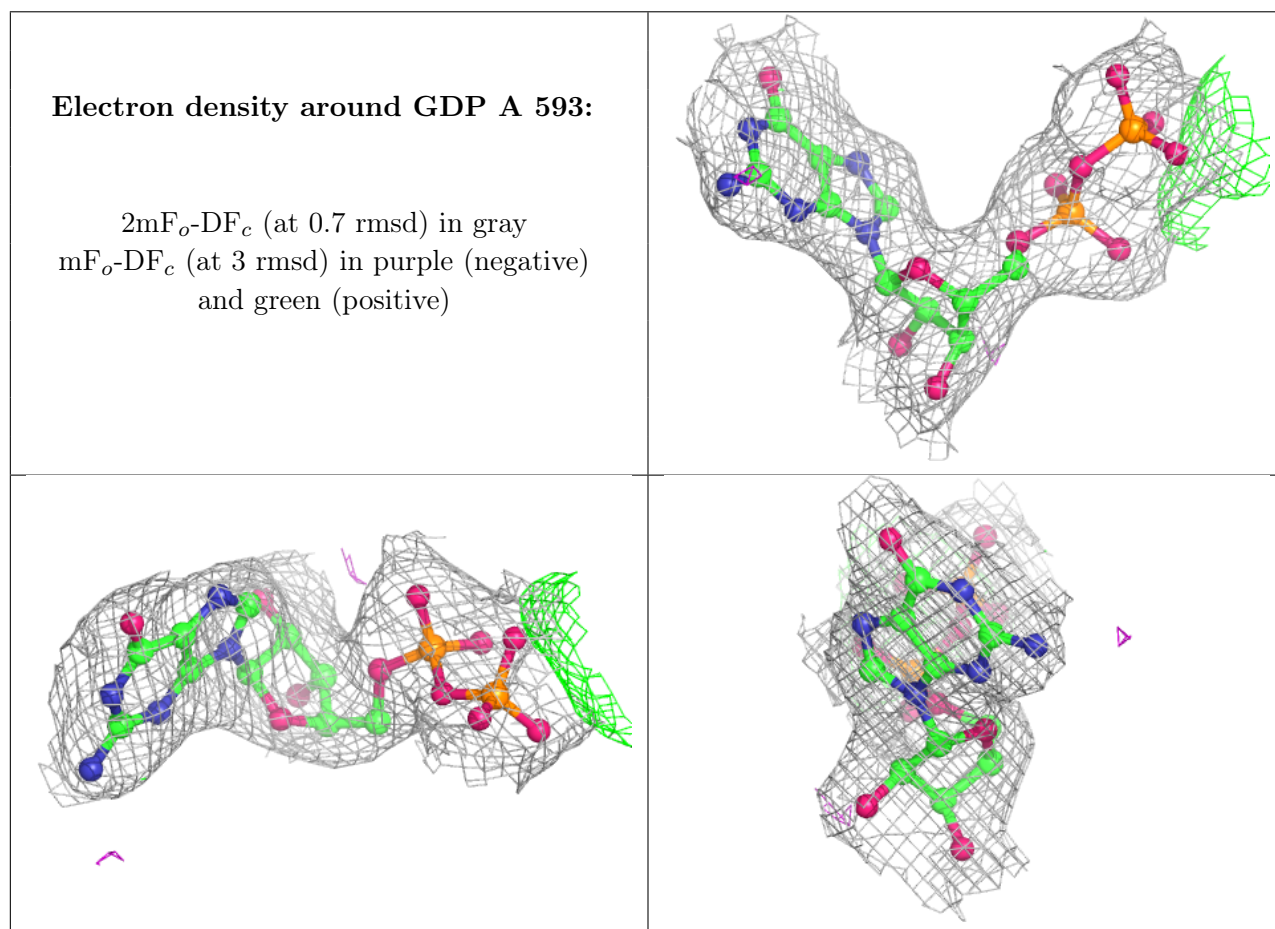 Electron density around GDP A 593:
2mFo-DFc (at 0.7 rmsd) in gray
mFo-DFc (at 3 rmsd) in purple (negative)
and green (positive)